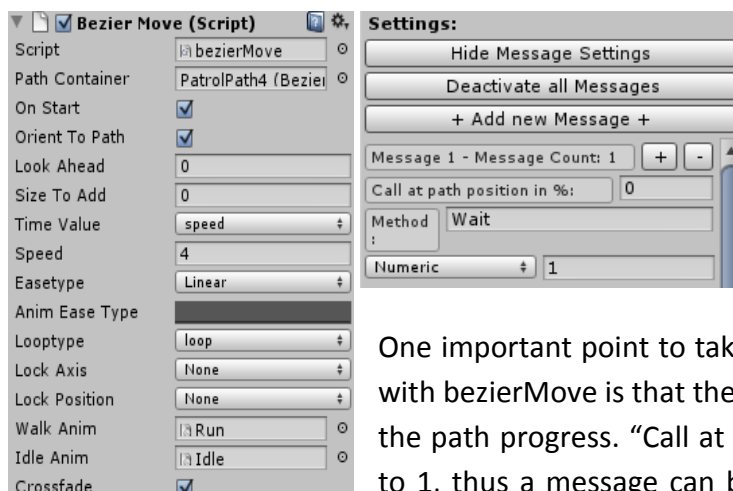 Bezier Move (Script)
Script bezierMove
Path Container PatrolPath4 (Bezier
On Start
Orient To Path
Look Ahead 0
Size To Add 0
Time Value speed
Speed 4
Easetype Linear
Anim Ease Type
Looptype loop
Lock Axis None
Lock Position None
Walk Anim Run
Idle Anim Idle
Crossfade
Settings:
Hide Message Settings
Deactivate all Messages
+ Add new Message +
Message 1 - Message Count: 1 + -
Call at path position in %: 0
Method : Wait
Numeric 1
One important point to tak
with bezierMove is that the
the path progress. “Call at
to 1, thus a message can b